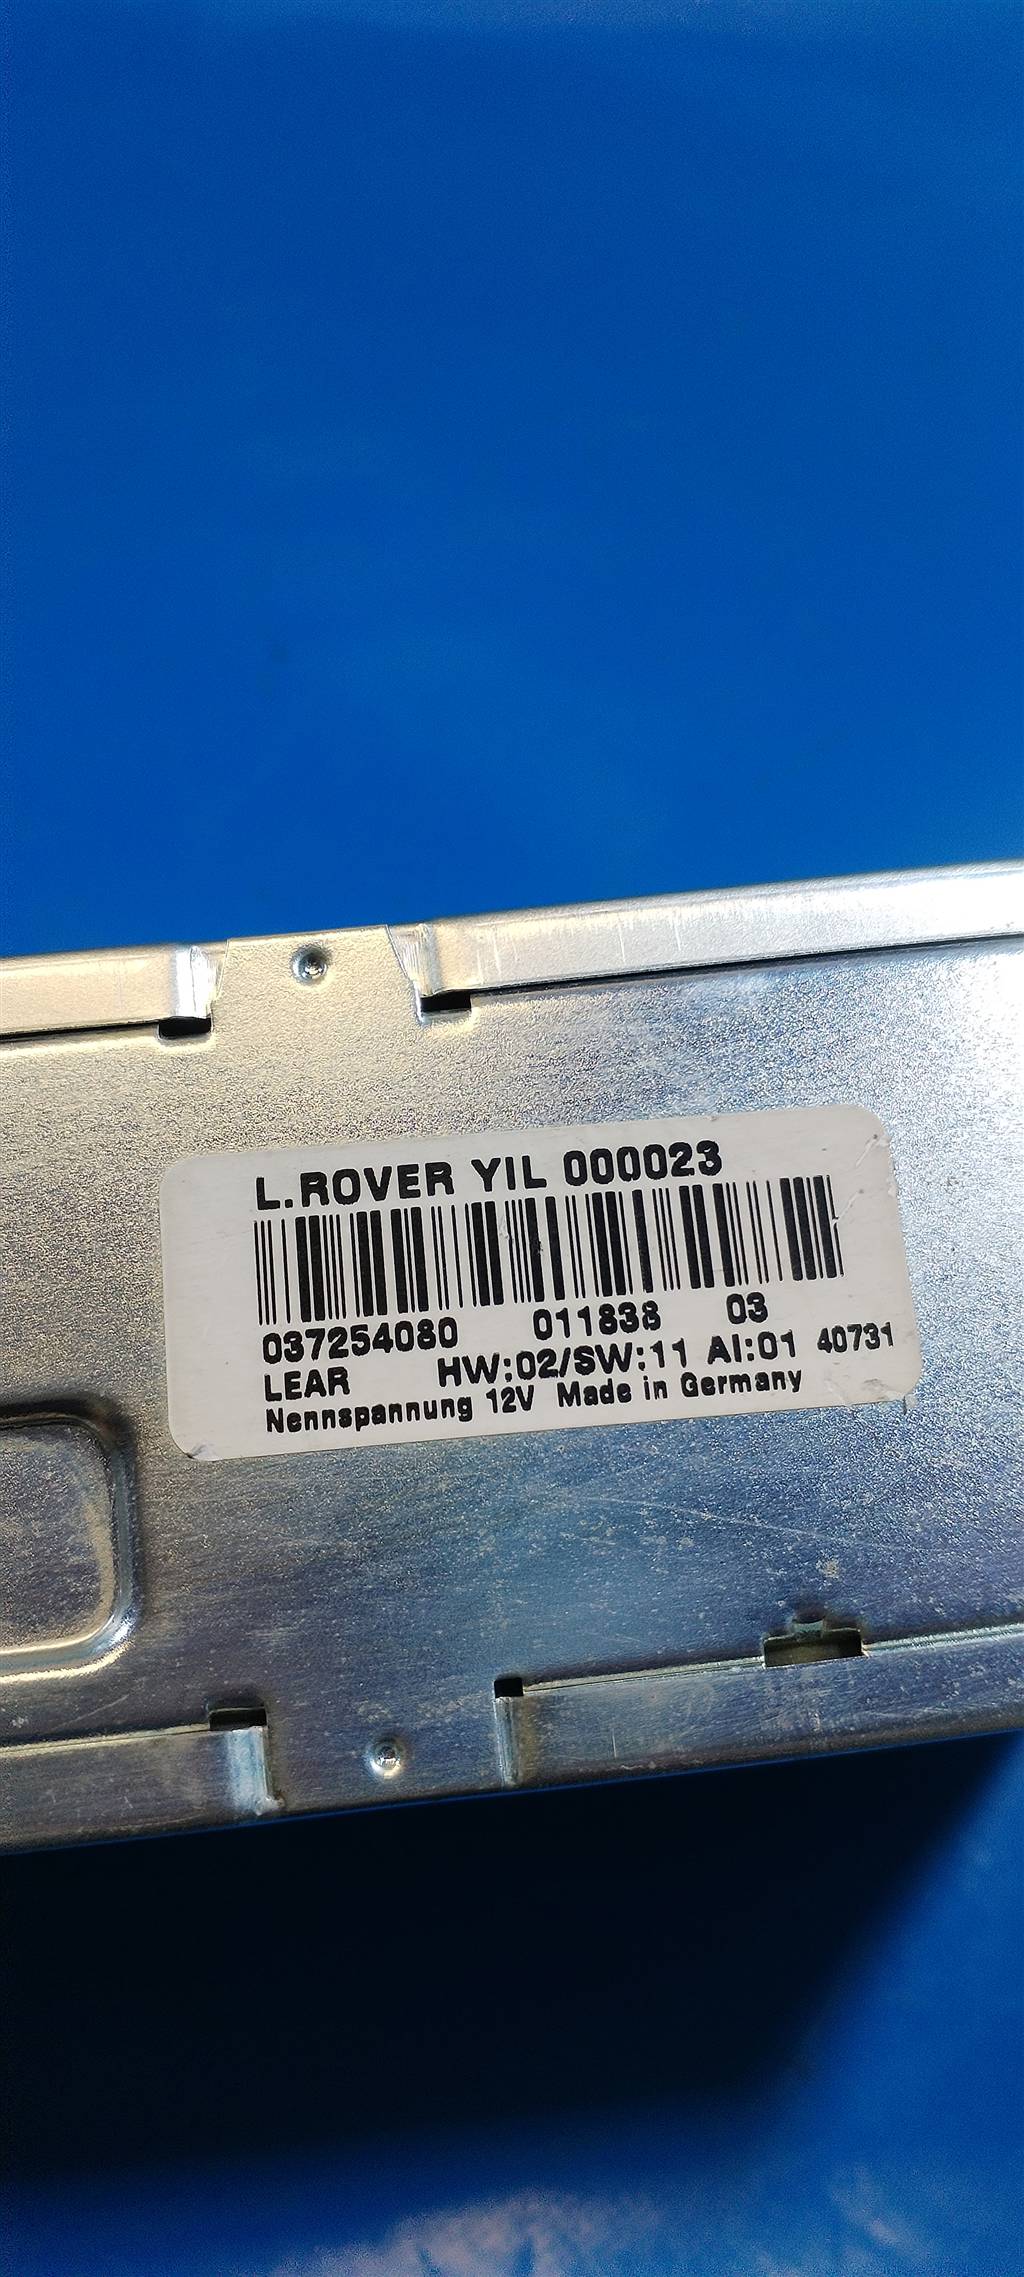 L.ROVER YIL 000023
037254080 011838 03
LEAR HW:02/SW:11 AI:01 40731
Nennspannung 12V Made in Germany